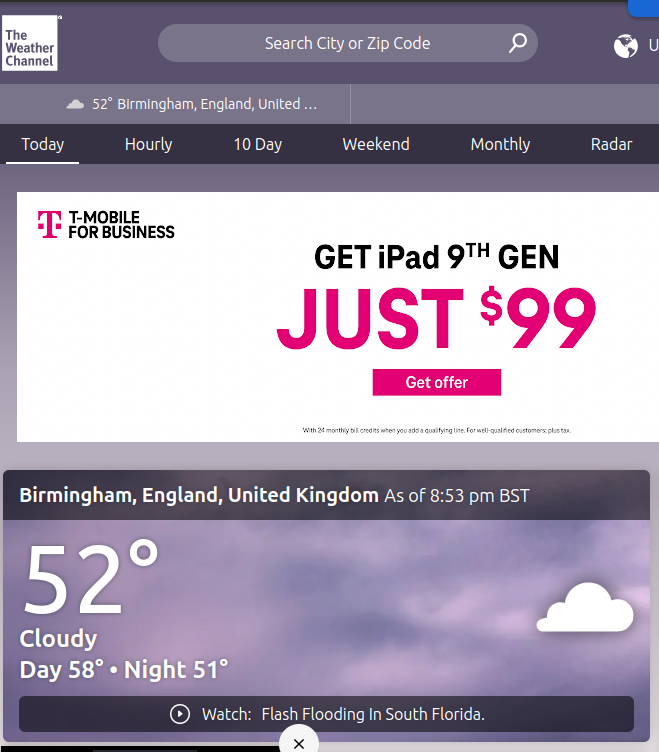 The
Weather
Channel
Search City or Zip Code
U
52° Birmingham, England, United ...
Today Hourly 10 Day Weekend Monthly Radar
T-MOBILE
FOR BUSINESS
GET iPad 9TH GEN
JUST $99
Get offer
With 24 monthly bill credits when you add a qualifying line. For well-qualified customers; plus tax.
Birmingham, England, United Kingdom As of 8:53 pm BST
52°
Cloudy
Day 58° • Night 51°
Watch: Flash Flooding In South Florida.